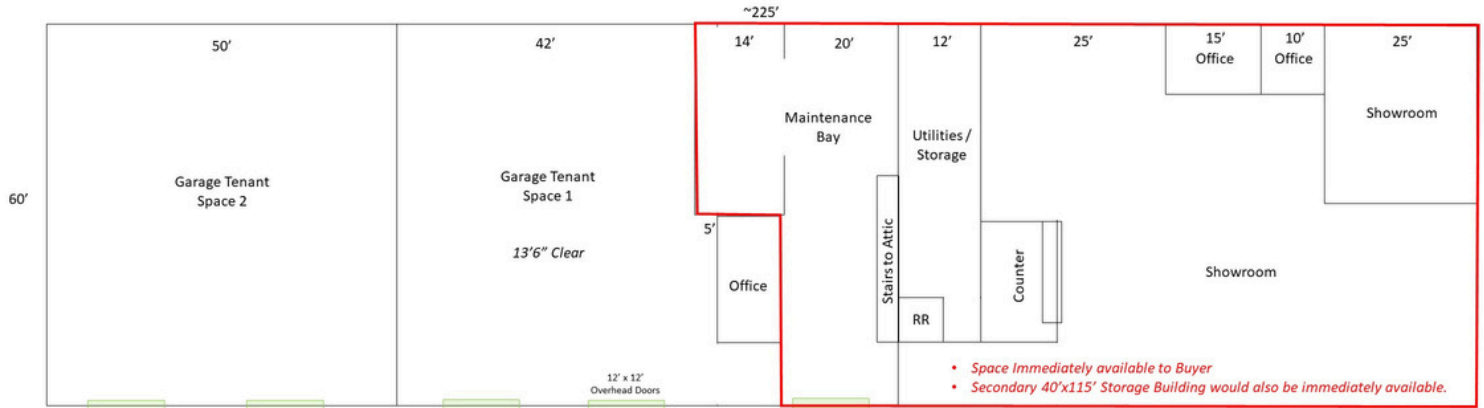 ~225’
50’
42’
14’
20’
12’
25’
15’
Office
10’
Office
25’
Maintenance
Bay
Utilities /
Storage
Showroom
60’
Garage Tenant
Space 2
Garage Tenant
Space 1
13’6” Clear
5’
Office
Stairs to Attic
RR
Counter
Showroom
12’ x 12’
Overhead Doors
• Space Immediately available to Buyer
• Secondary 40’x115’ Storage Building would also be immediately available.